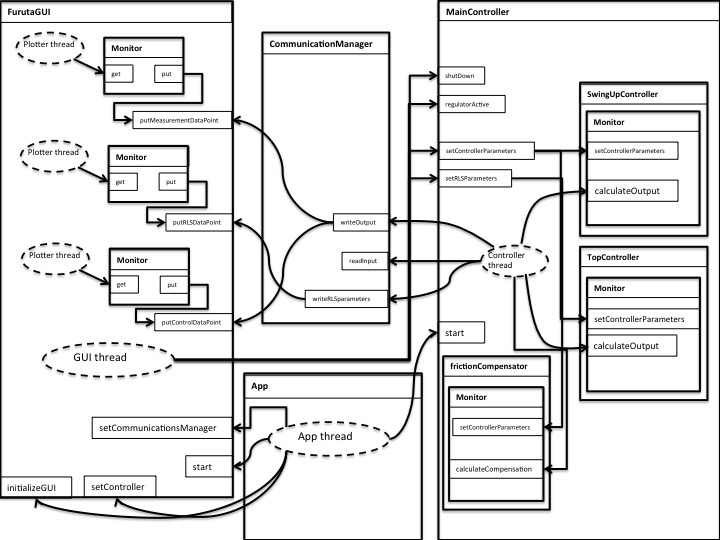 FurutaGUI
Plotter thread
Monitor
get
put
putMeasurementDataPoint
Plotter thread
Monitor
get
put
putRLSDataPoint
Plotter thread
Monitor
get
put
putControlDataPoint
GUI thread
setCommunicationsManager
start
initializeGUI
setController
CommunicationManager
writeOutput
readInput
writeRLSparameters
App
App thread
MainController
shutDown
regulatorActive
setControllerParameters
setRLSParameters
Controller
thread
start
frictionCompensator
Monitor
setControllerParameters
calculateCompensation
SwingUpController
Monitor
setControllerParameters
calculateOutput
TopController
Monitor
setControllerParameters
calculateOutput